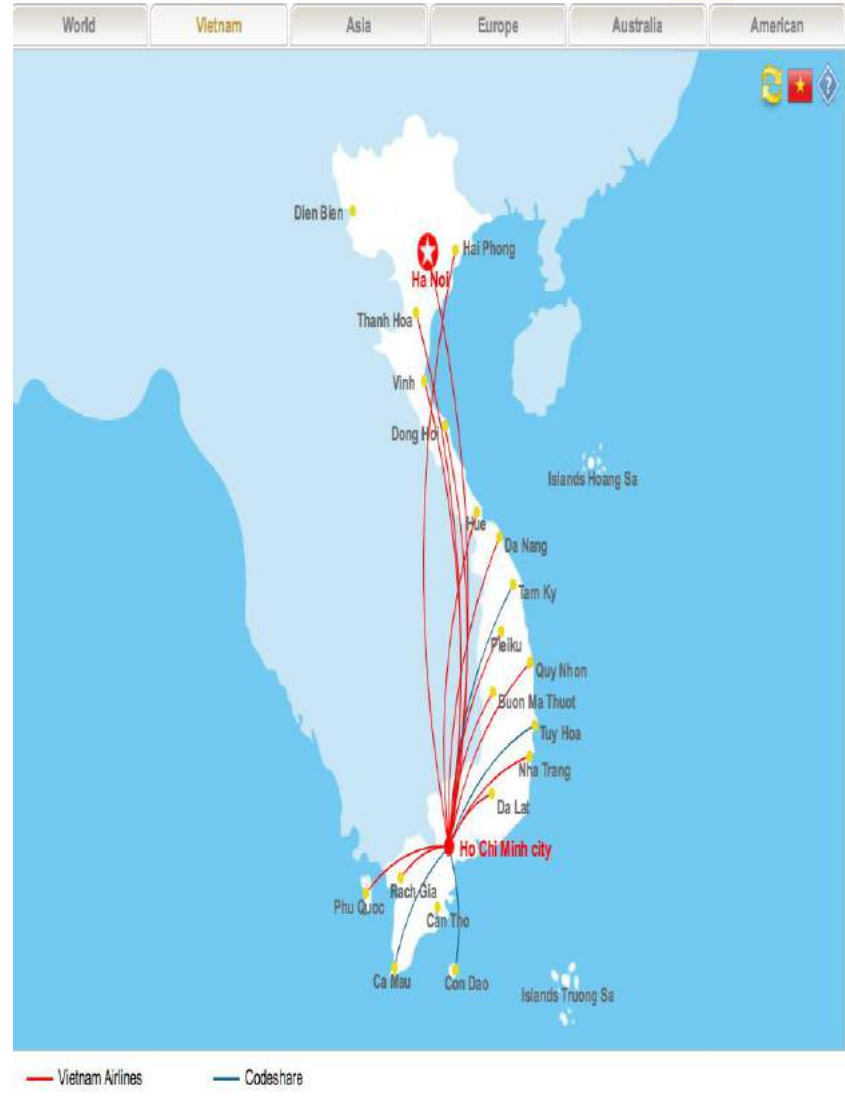 World
Vietnam
Asia
Europe
Australia
American
?
Dien Bien
Hai Phong
Ha Noi
Thanh Hoa
Vinh
Dong Hoi
Islands Hoang Sa
Hue
Da Nang
Tam Ky
Pleiku
Quy Nhon
Buon Ma Thuot
Tuy Hoa
Nha Trang
Da Lat
Ho Chi Minh city
Rach Gia
Phu Quoc
Can Tho
Ca Mau
Con Dao
Islands Truong Sa
Vietnam Airlines
Codeshare